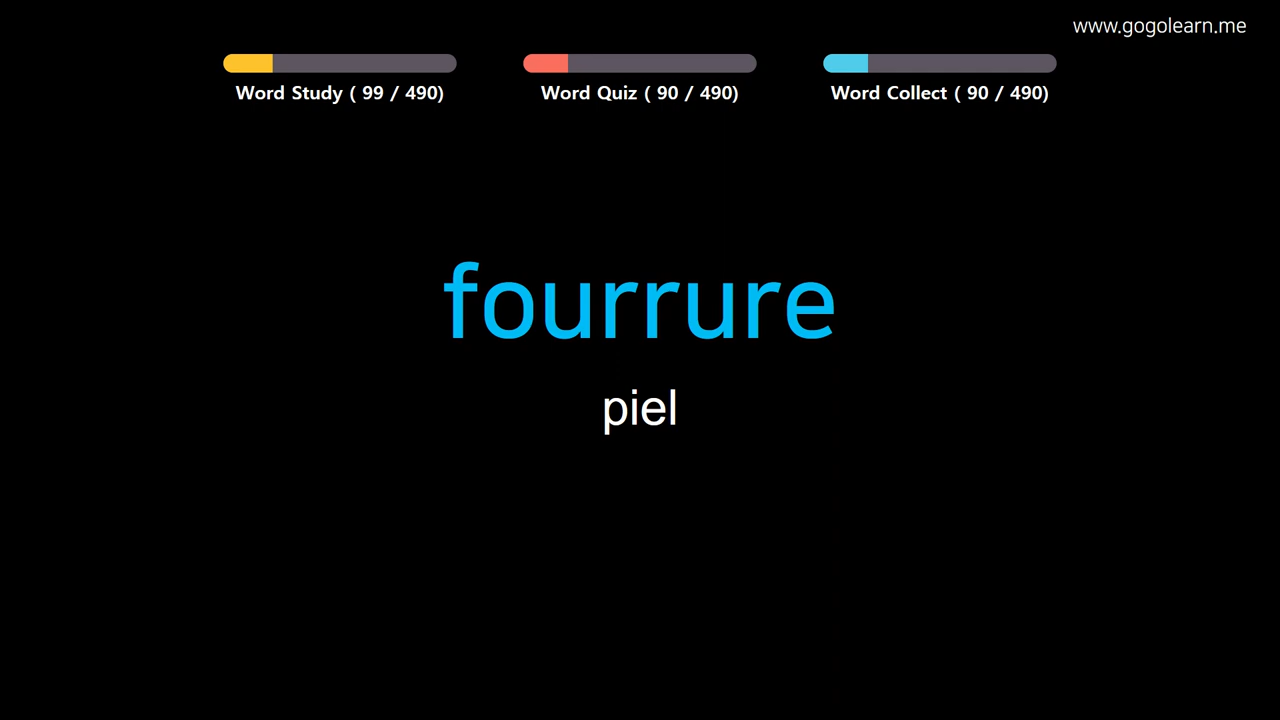 www.gogolearn.me
Word Study ( 99 / 490)
Word Quiz ( 90 / 490)
Word Collect ( 90 / 490)
fourrure
piel